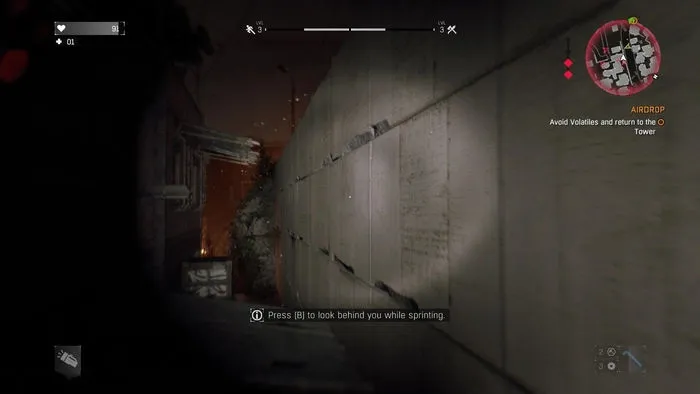 91
01
LVL
3
LVL
3
AIRDROP
Avoid Volatiles and return to the
Tower
Press [B] to look behind you while sprinting.
2
3